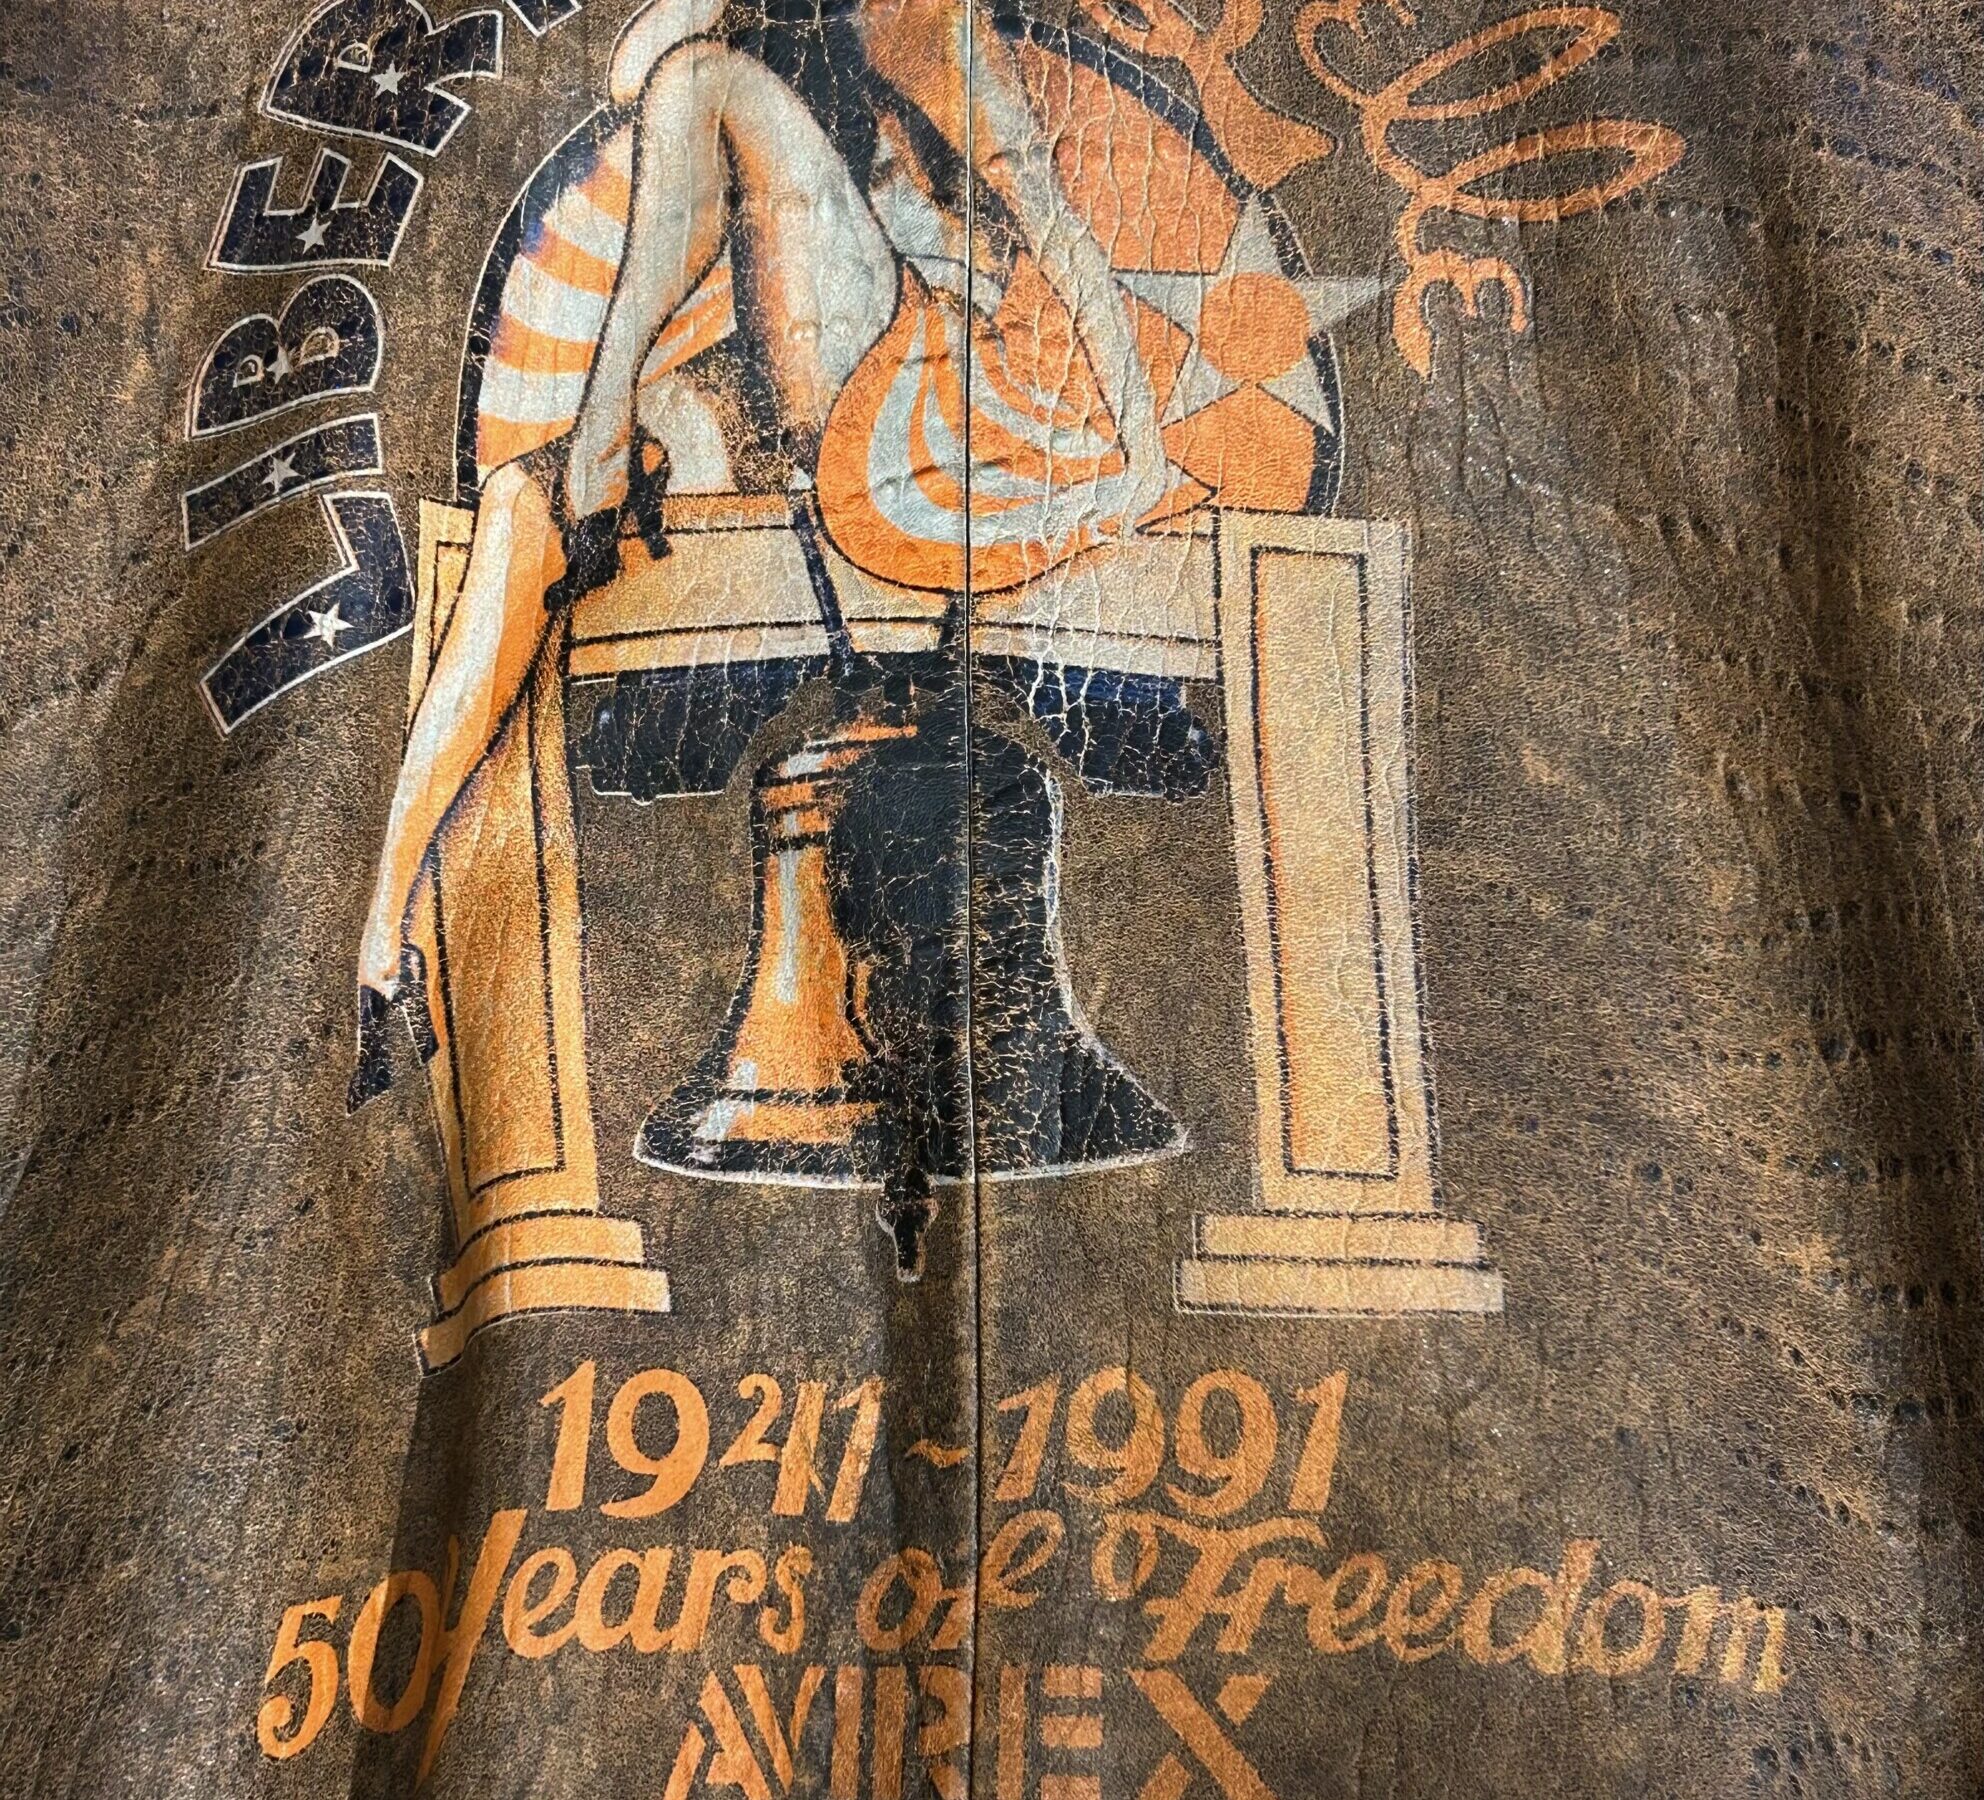 LIBER
Belle
1941~1991
50 Years of Freedom
AVIREX